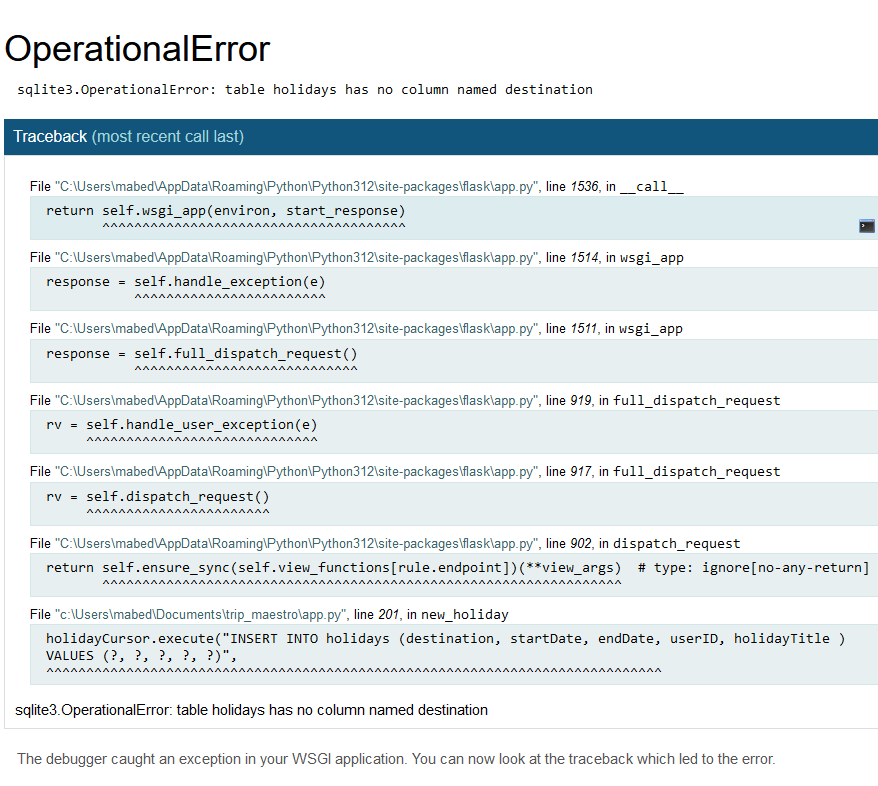 OperationalError
sqlite3.OperationalError: table holidays has no column named destination
Traceback (most recent call last)
File "C:\Users\mabed\AppData\Roaming\Python\Python312\site-packages\flask\app.py", line 1536, in __call__
return self.wsgi_app(environ, start_response)
^^^^^^^^^^^^^^^^^^^^^^^^^^^^^^^^^^^^^^
File "C:\Users\mabed\AppData\Roaming\Python\Python312\site-packages\flask\app.py", line 1514, in wsgi_app
response = self.handle_exception(e)
^^^^^^^^^^^^^^^^^^^^^^^^
File "C:\Users\mabed\AppData\Roaming\Python\Python312\site-packages\flask\app.py", line 1511, in wsgi_app
response = self.full_dispatch_request()
^^^^^^^^^^^^^^^^^^^^^^^^^^^^
File "C:\Users\mabed\AppData\Roaming\Python\Python312\site-packages\flask\app.py", line 919, in full_dispatch_request
rv = self.handle_user_exception(e)
^^^^^^^^^^^^^^^^^^^^^^^^^^^^^
File "C:\Users\mabed\AppData\Roaming\Python\Python312\site-packages\flask\app.py", line 917, in full_dispatch_request
rv = self.dispatch_request()
^^^^^^^^^^^^^^^^^^^^^^^
File "C:\Users\mabed\AppData\Roaming\Python\Python312\site-packages\flask\app.py", line 902, in dispatch_request
return self.ensure_sync(self.view_functions[rule.endpoint])(**view_args)  # type: ignore[no-any-return]
^^^^^^^^^^^^^^^^^^^^^^^^^^^^^^^^^^^^^^^^^^^^^^^^^^^^^^^^^^^^^^^^^
File "c:\Users\mabed\Documents\trip_maestro\app.py", line 201, in new_holiday
holidayCursor.execute("INSERT INTO holidays (destination, startDate, endDate, userID, holidayTitle )
VALUES (?, ?, ?, ?, ?)",
^^^^^^^^^^^^^^^^^^^^^^^^^^^^^^^^^^^^^^^^^^^^^^^^^^^^^^^^^^^^^^^^^^^^^^^^^^^^^
sqlite3.OperationalError: table holidays has no column named destination
The debugger caught an exception in your WSGI application. You can now look at the traceback which led to the error.